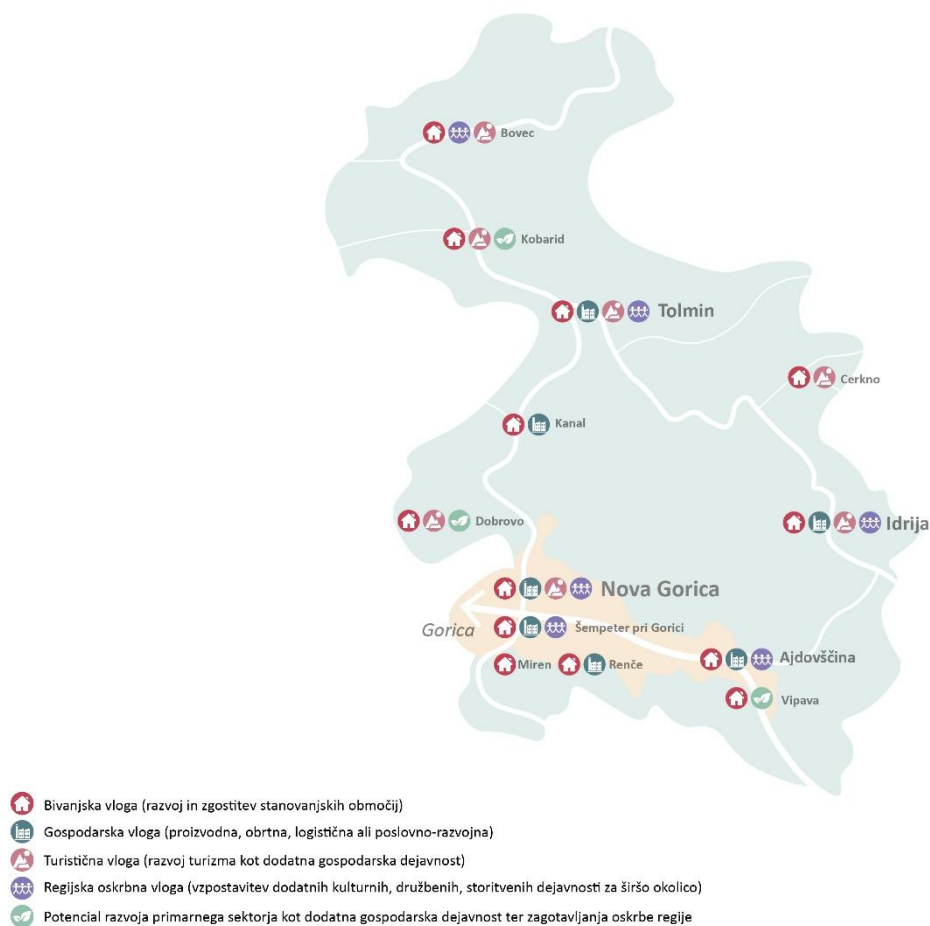 Bovec
Kobarid
Tolmin
Cerkno
Kanal
Dobrovo
Idrija
Nova Gorica
Gorica
Šempeter pri Gorici
Miren
Renče
Ajdovščina
Vipava
Bivanjska vloga (razvoj in zgostitev stanovanjskih območij)
Gospodarska vloga (proizvodna, obrtna, logistična ali poslovno-razvojna)
Turistična vloga (razvoj turizma kot dodatna gospodarska dejavnost)
Regijska oskrbna vloga (vzpostavitev dodatnih kulturnih, družbenih, storitvenih dejavnosti za širšo okolico)
Potencial razvoja primarnega sektorja kot dodatna gospodarska dejavnost ter zagotavljanja oskrbe regije